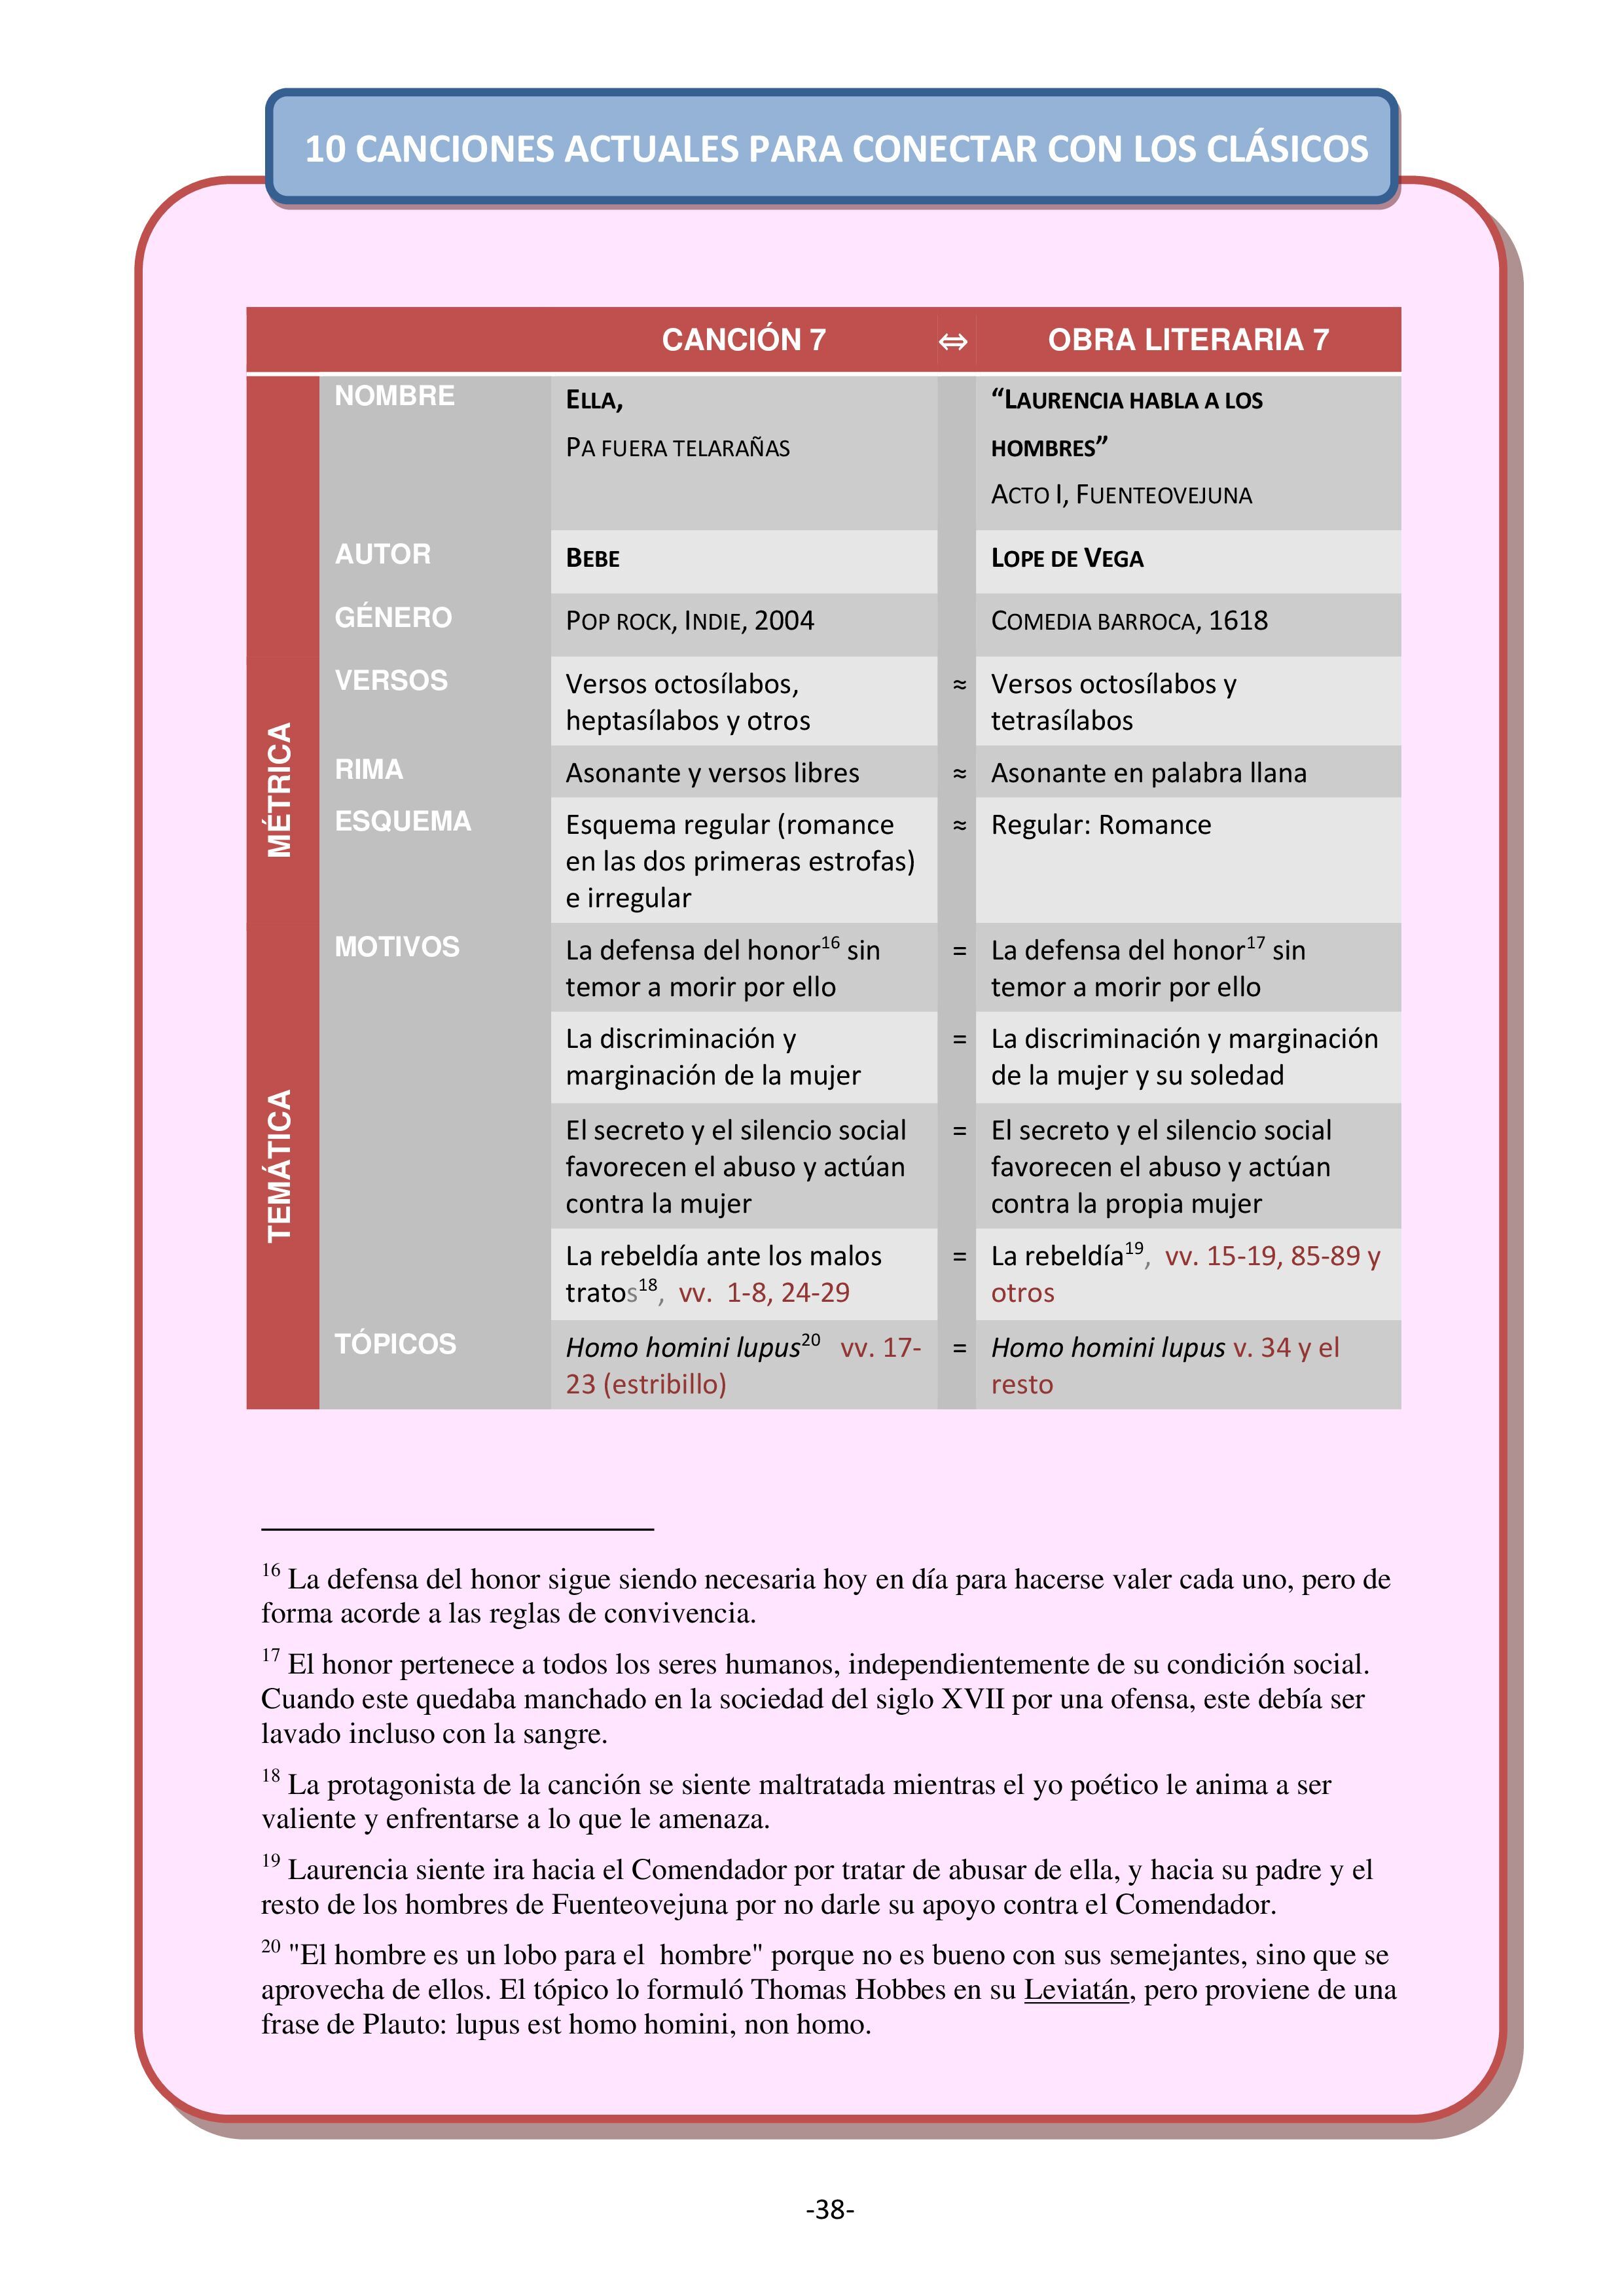 10 CANCIONES ACTUALES PARA CONECTAR CON LOS CLÁSICOS
CANCIÓN 7 ⇔ OBRA LITERARIA 7
MÉTRICA
TEMÁTICA
NOMBRE
ELLA,
PA FUERA TELARAÑAS
“LAURENCIA HABLA A LOS
HOMBRES”
ACTO I, FUENTEOVEJUNA
AUTOR
BEBE
LOPE DE VEGA
GÉNERO
POP ROCK, INDIE, 2004
COMEDIA BARROCA, 1618
VERSOS
Versos octosílabos,
heptasílabos y otros
≈
Versos octosílabos y
tetrasílabos
RIMA
Asonante y versos libres
≈
Asonante en palabra llana
ESQUEMA
Esquema regular (romance
en las dos primeras estrofas)
e irregular
≈
Regular: Romance
MOTIVOS
La defensa del honor16 sin
temor a morir por ello
=
La defensa del honor17 sin
temor a morir por ello
La discriminación y
marginación de la mujer
=
La discriminación y marginación
de la mujer y su soledad
El secreto y el silencio social
favorecen el abuso y actúan
contra la mujer
=
El secreto y el silencio social
favorecen el abuso y actúan
contra la propia mujer
La rebeldía ante los malos
tratos18, vv. 1-8, 24-29
=
La rebeldía19, vv. 15-19, 85-89 y
otros
TÓPICOS
Homo homini lupus20 vv. 17-
23 (estribillo)
=
Homo homini lupus v. 34 y el
resto
16 La defensa del honor sigue siendo necesaria hoy en día para hacerse valer cada uno, pero de
forma acorde a las reglas de convivencia.
17 El honor pertenece a todos los seres humanos, independientemente de su condición social.
Cuando este quedaba manchado en la sociedad del siglo XVII por una ofensa, este debía ser
lavado incluso con la sangre.
18 La protagonista de la canción se siente maltratada mientras el yo poético le anima a ser
valiente y enfrentarse a lo que le amenaza.
19 Laurencia siente ira hacia el Comendador por tratar de abusar de ella, y hacia su padre y el
resto de los hombres de Fuenteovejuna por no darle su apoyo contra el Comendador.
20 "El hombre es un lobo para el hombre" porque no es bueno con sus semejantes, sino que se
aprovecha de ellos. El tópico lo formuló Thomas Hobbes en su Leviatán, pero proviene de una
frase de Plauto: lupus est homo homini, non homo.
-38-